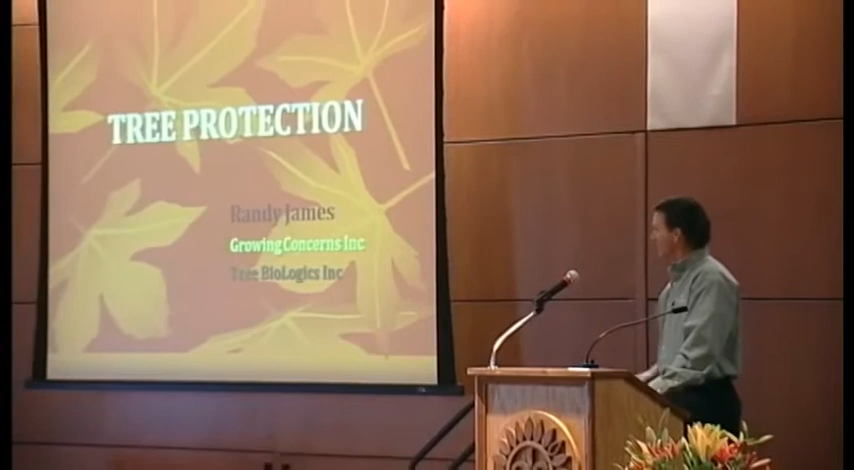 TREE PROTECTION
Randy James
Growing Concerns Inc
Tree BioLogics Inc